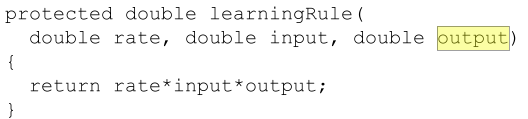 protected double learningRule(
  double rate, double input, double output)
{
  return rate*input*output;
}